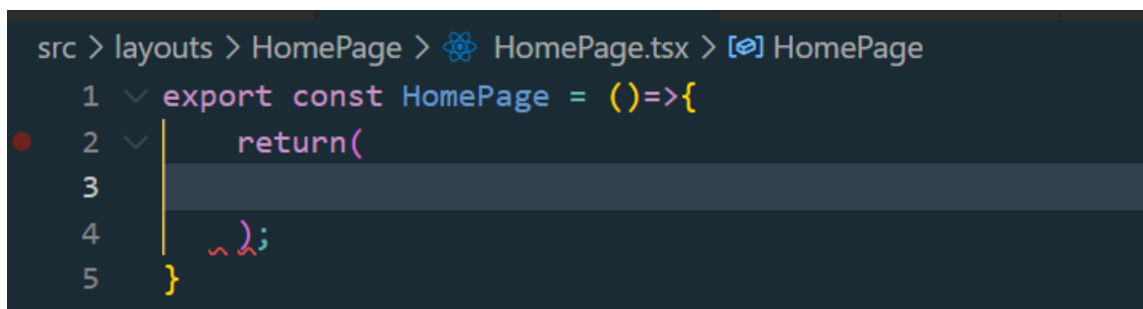 src > layouts > HomePage > HomePage.tsx > HomePage
1 export const HomePage = ()=>{
2 return(
3
4 );
5 }